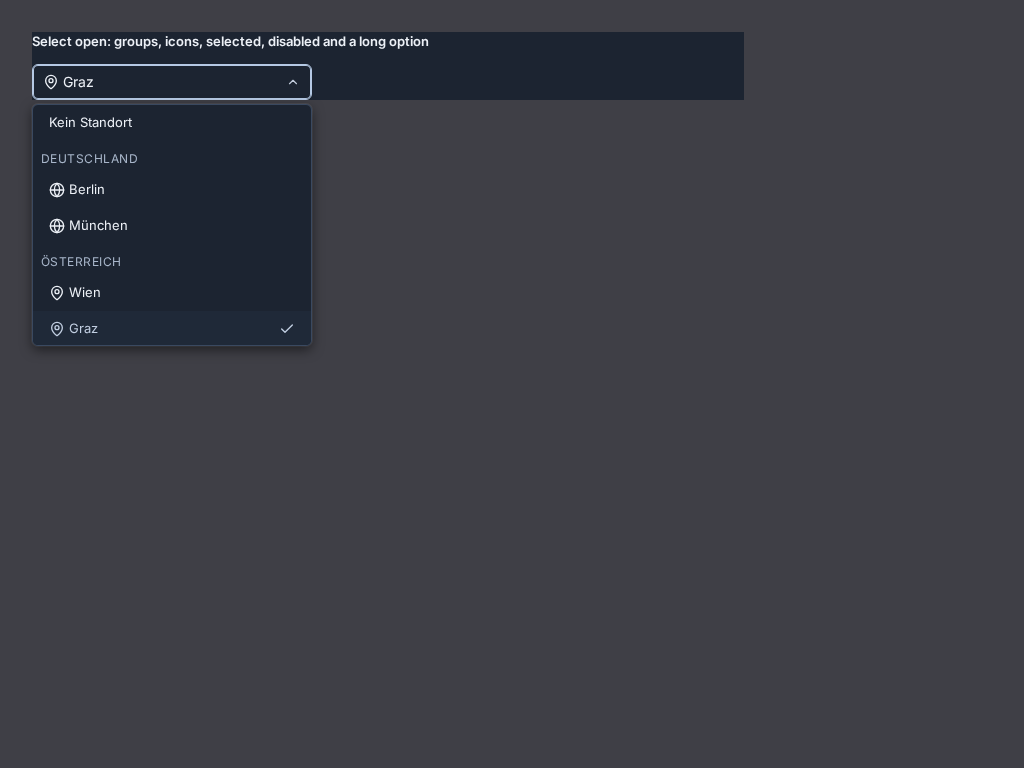 Select open: groups, icons, selected, disabled and a long option
Graz
Kein Standort
DEUTSCHLAND
Berlin
München
ÖSTERREICH
Wien
Graz